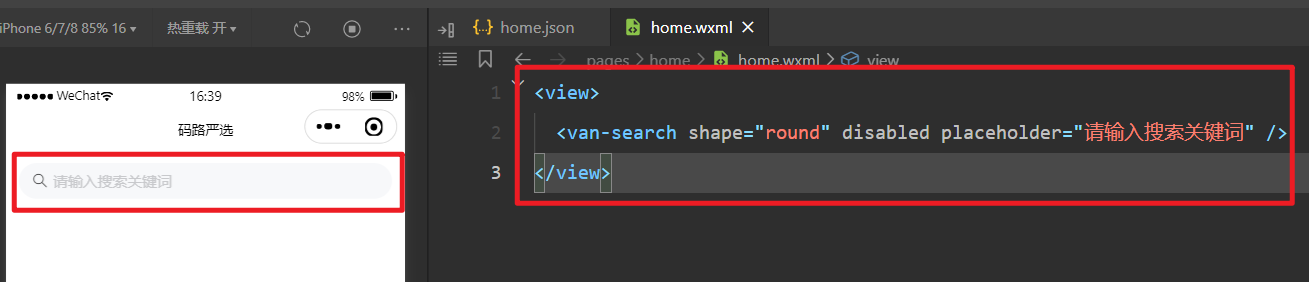 iPhone 6/7/8 85% 16 热重载 开
home.json home.wxml
pages home home.wxml view
WeChat 16:39 98%
码路严选
请输入搜索关键词
1 <view>
2 <van-search shape="round" disabled placeholder="请输入搜索关键词" />
3 </view>